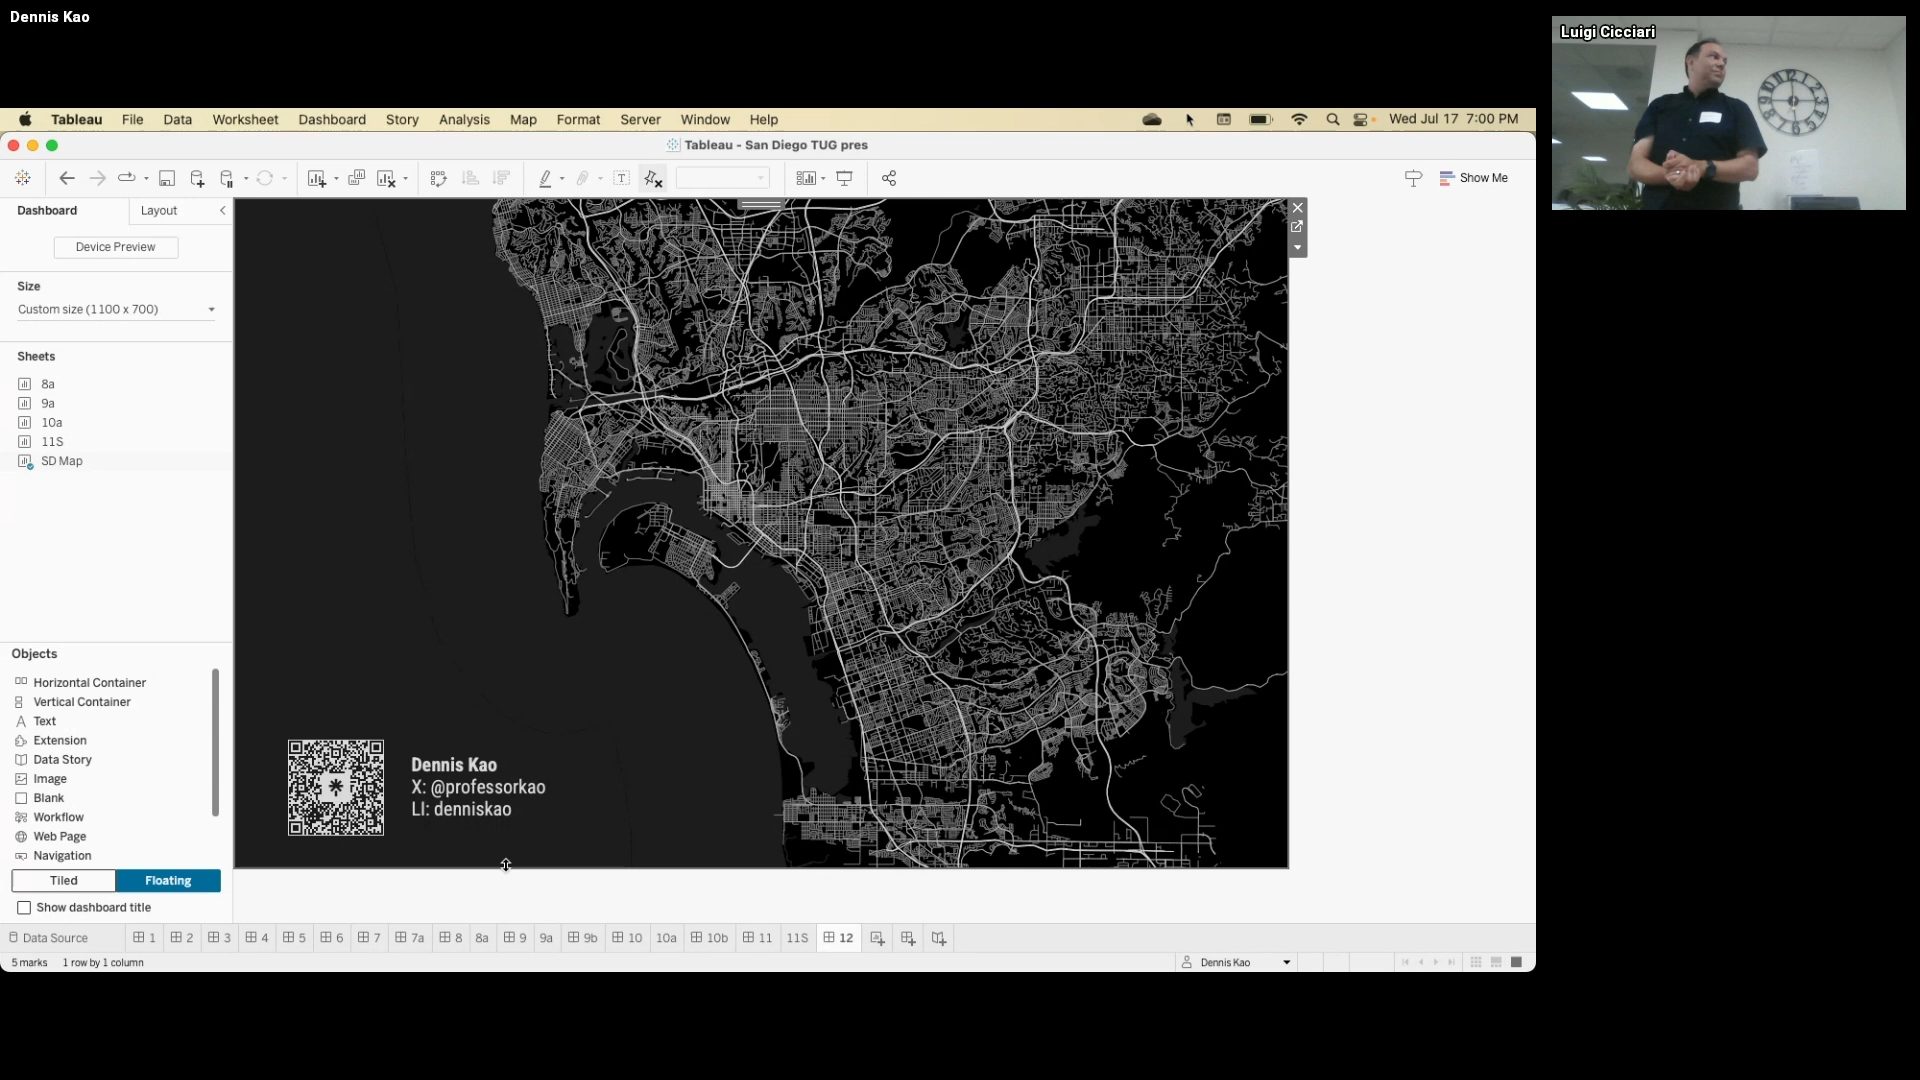 Dennis Kao
Luigi Cicciari
Tableau File Data Worksheet Dashboard Story Analysis Map Format Server Window Help Wed Jul 17 7:00 PM
Tableau - San Diego TUG pres
Show Me
Dashboard Layout
Device Preview
Size
Custom size (1100 x 700)
Sheets
8a
9a
10a
11S
SD Map
Objects
Horizontal Container
Vertical Container
Text
Extension
Data Story
Image
Blank
Workflow
Web Page
Navigation
Tiled Floating
Show dashboard title
Dennis Kao
X: @professorkao
LI: denniskao
Data Source 1 2 3 4 5 6 7 7a 8 8a 9 9a 9b 10 10a 10b 11 11S 12
5 marks 1 row by 1 column Dennis Kao